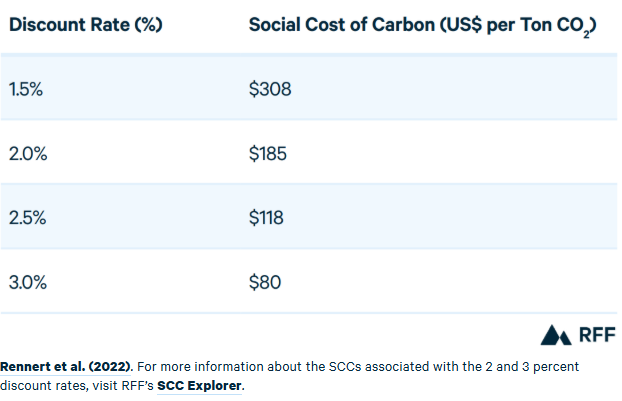 Discount Rate (%) Social Cost of Carbon (US$ per Ton CO₂)
1.5% $308
2.0% $185
2.5% $118
3.0% $80
RFF
Rennert et al. (2022). For more information about the SCCs associated with the 2 and 3 percent
discount rates, visit RFF's SCC Explorer.